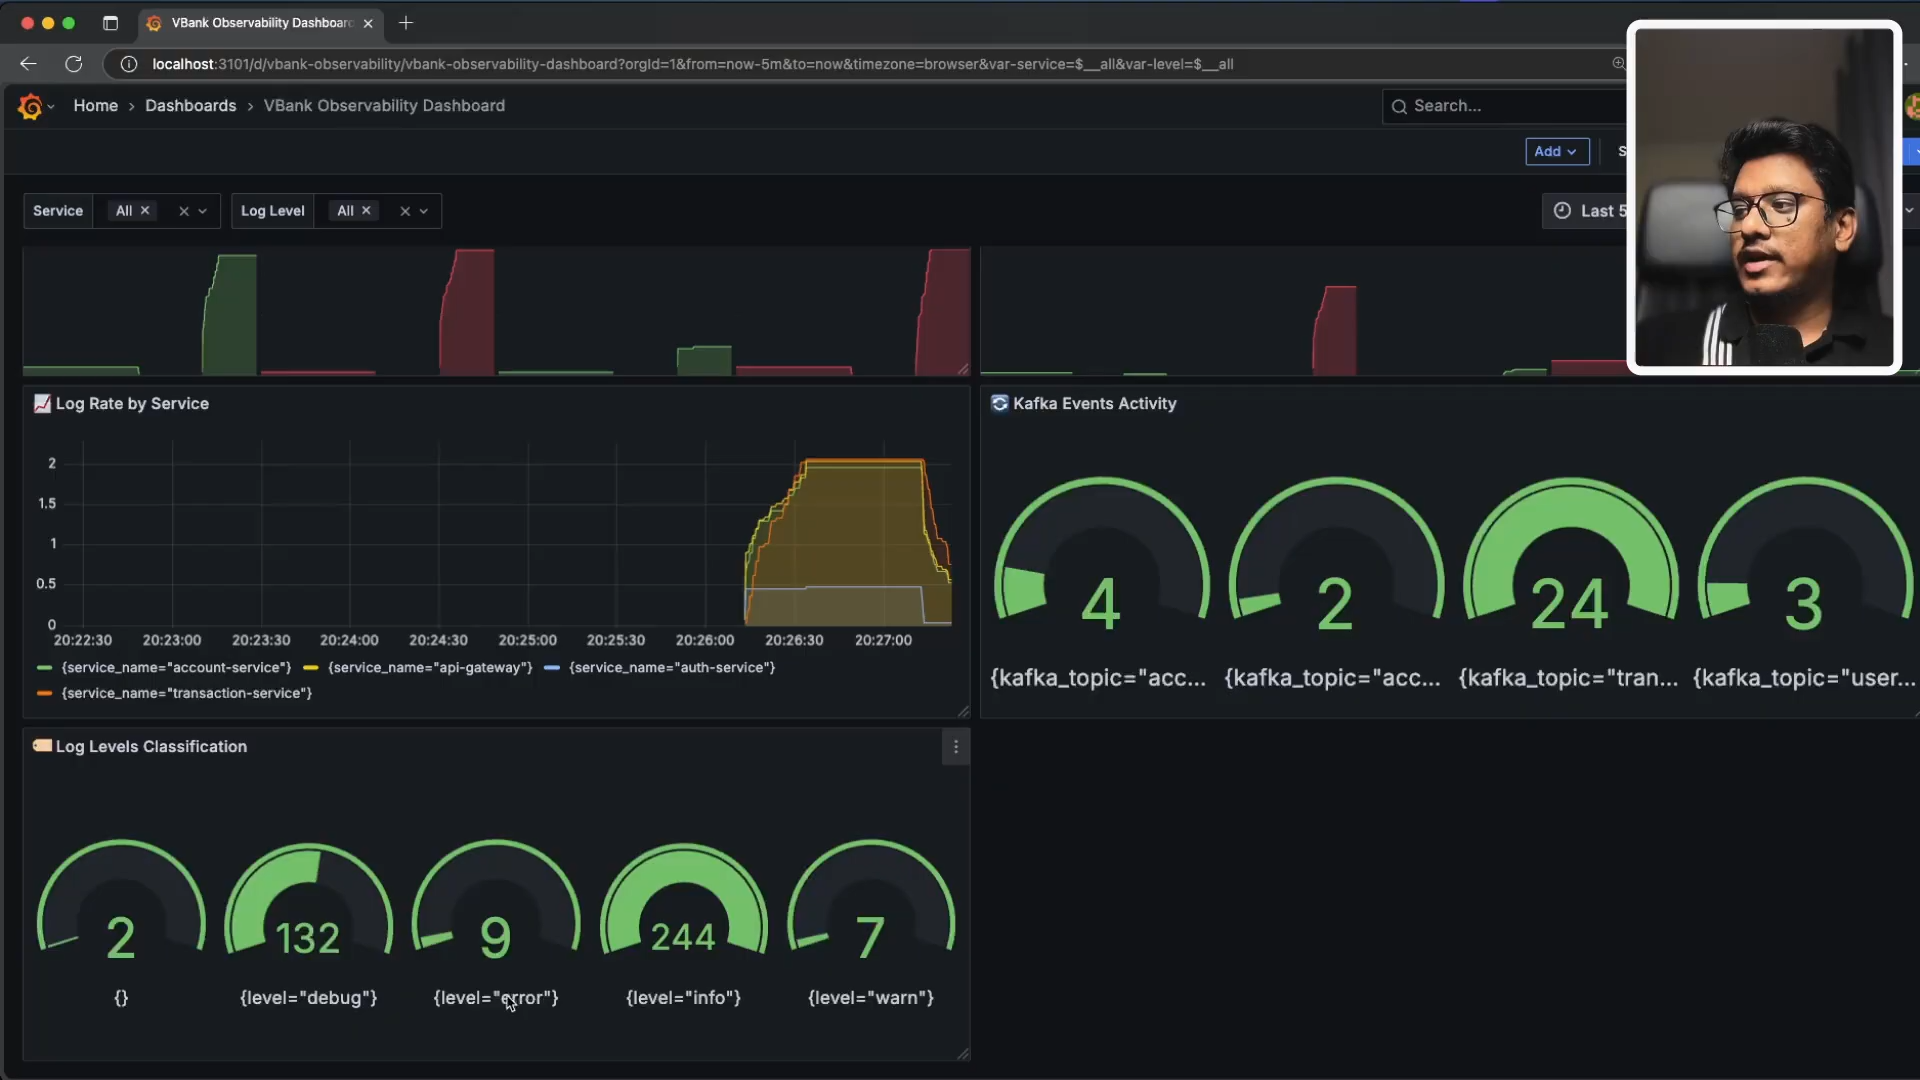 VBank Observability Dashboard
localhost:3101/d/vbank-observability/vbank-observability-dashboard?orgId=1&from=now-5m&to=now&timezone=browser&var-service=$__all&var-level=$__all
Home › Dashboards › VBank Observability Dashboard
Search...
Add
Service All
Log Level All
Last 5
Log Rate by Service
2
1.5
1
0.5
0
20:22:30 20:23:00 20:23:30 20:24:00 20:24:30 20:25:00 20:25:30 20:26:00 20:26:30 20:27:00
{service_name="account-service"} {service_name="api-gateway"} {service_name="auth-service"}
{service_name="transaction-service"}
Kafka Events Activity
4 2 24 3
{kafka_topic="acc... {kafka_topic="acc... {kafka_topic="tran... {kafka_topic="user...
Log Levels Classification
2 132 9 244 7
{} {level="debug"} {level="error"} {level="info"} {level="warn"}